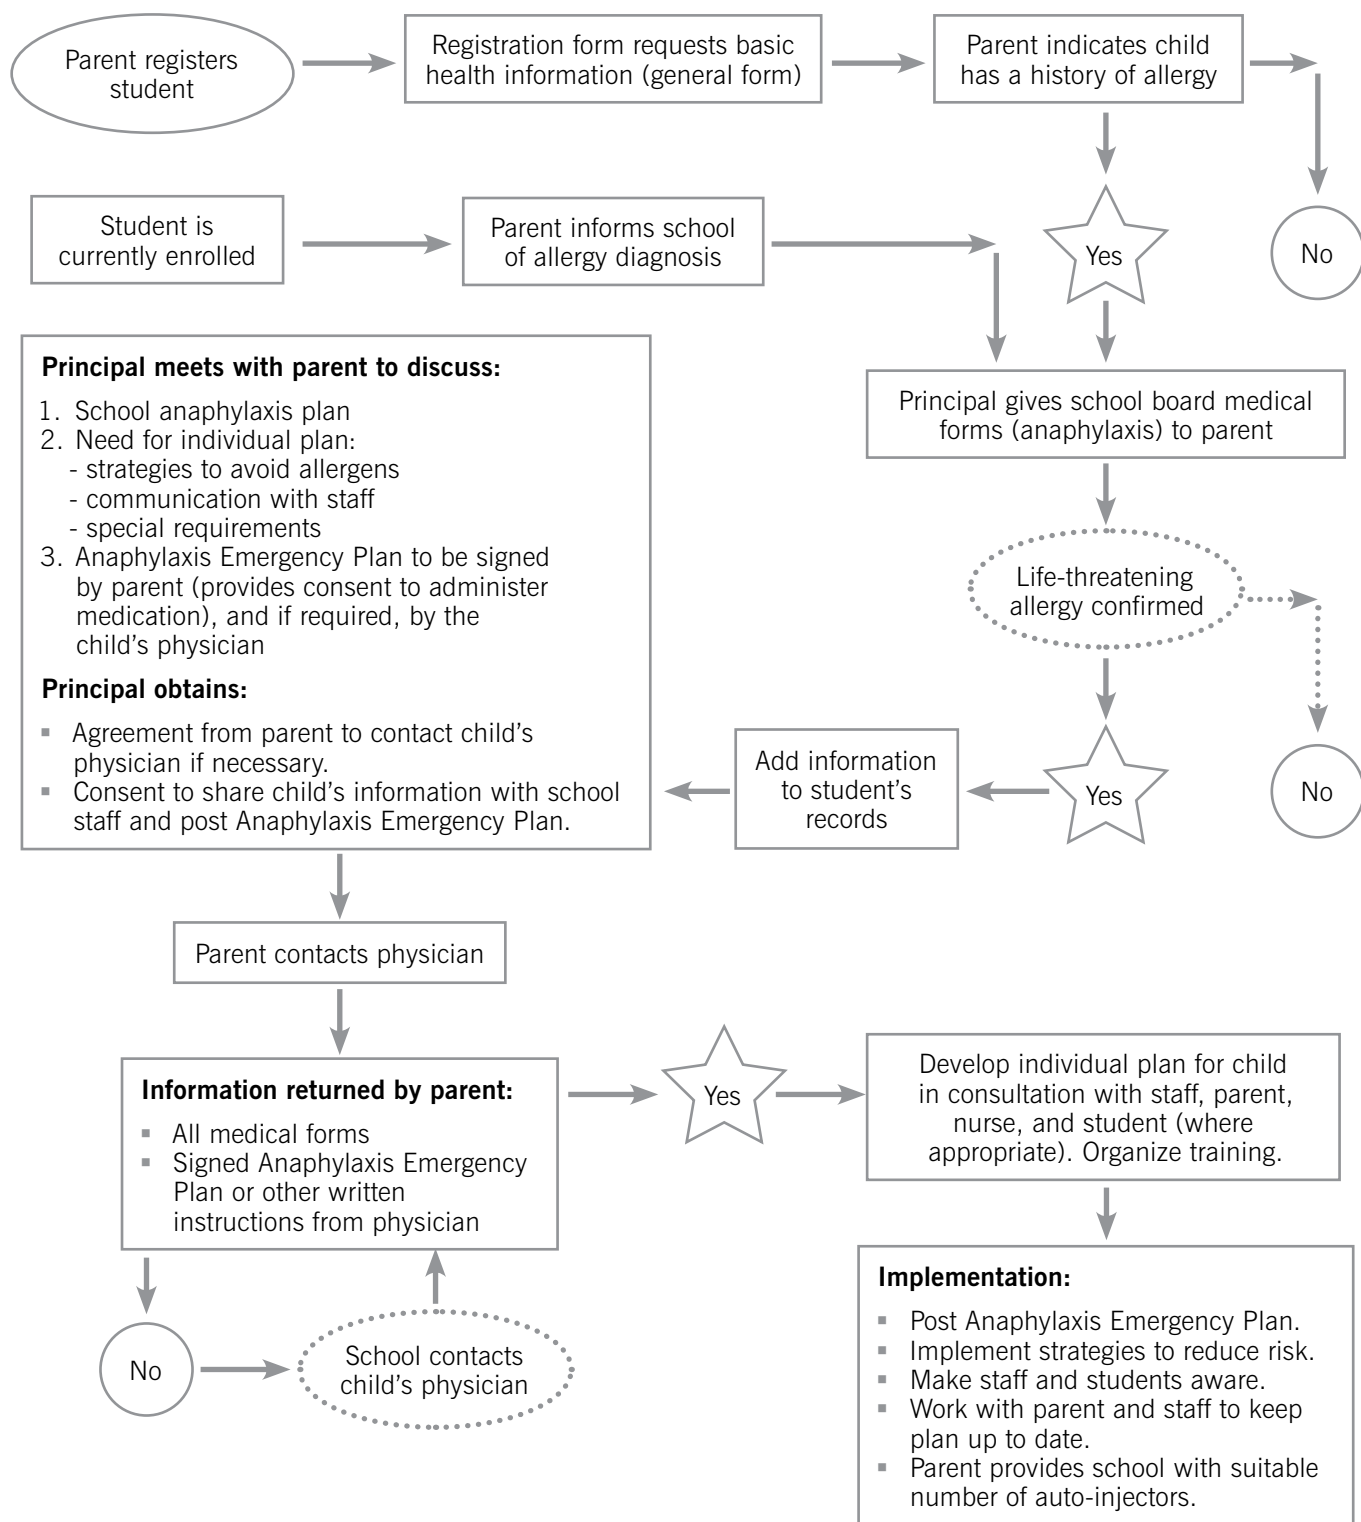 Parent registers
student
Registration form requests basic
health information (general form)
Parent indicates child
has a history of allergy
Student is
currently enrolled
Parent informs school
of allergy diagnosis
Yes
No
Principal gives school board medical
forms (anaphylaxis) to parent
Life-threatening
allergy confirmed
Yes
No
Add information
to student’s
records
Principal meets with parent to discuss:
1. School anaphylaxis plan
2. Need for individual plan:
- strategies to avoid allergens
- communication with staff
- special requirements
3. Anaphylaxis Emergency Plan to be signed
by parent (provides consent to administer
medication), and if required, by the
child’s physician
Principal obtains:
▪ Agreement from parent to contact child’s
physician if necessary.
▪ Consent to share child’s information with school
staff and post Anaphylaxis Emergency Plan.
Parent contacts physician
Information returned by parent:
▪ All medical forms
▪ Signed Anaphylaxis Emergency
Plan or other written
instructions from physician
No
School contacts
child’s physician
Yes
Develop individual plan for child
in consultation with staff, parent,
nurse, and student (where
appropriate). Organize training.
Implementation:
▪ Post Anaphylaxis Emergency Plan.
▪ Implement strategies to reduce risk.
▪ Make staff and students aware.
▪ Work with parent and staff to keep
plan up to date.
▪ Parent provides school with suitable
number of auto-injectors.